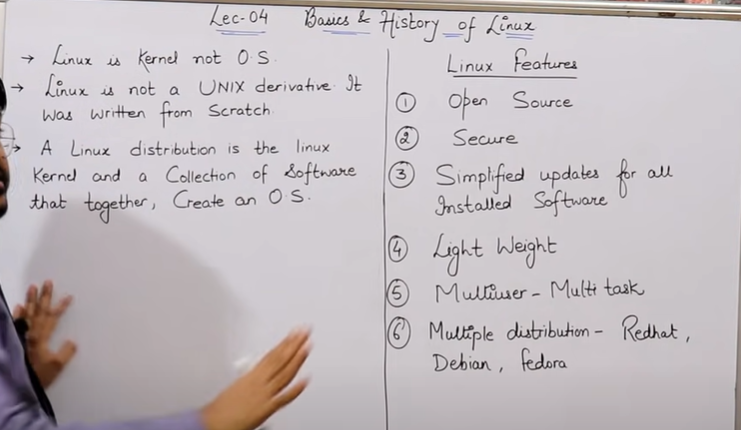 Lec-04 Basics & History of Linux
→ Linux is Kernel not O.S.
→ Linux is not a UNIX derivative. It
was written from Scratch.
→ A Linux distribution is the linux
Kernel and a Collection of Software
that together, Create an O.S.
Linux Features
① Open Source
② Secure
③ Simplified updates for all
Installed Software
④ Light Weight
⑤ Multiuser - Multi task
⑥ Multiple distribution - Redhat,
Debian, fedora